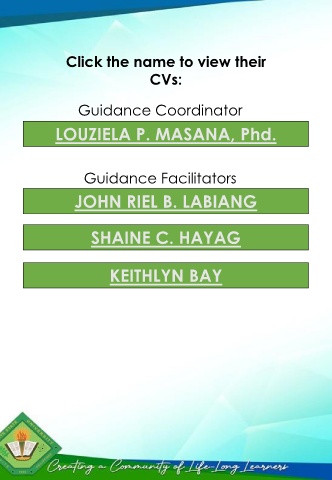 Click the name to view their
CVs:
Guidance Coordinator
LOUZIELA P. MASANA, Phd.
Guidance Facilitators
JOHN RIEL B. LABIANG
SHAINE C. HAYAG
KEITHLYN BAY
Creating a Community of Life-Long Learners